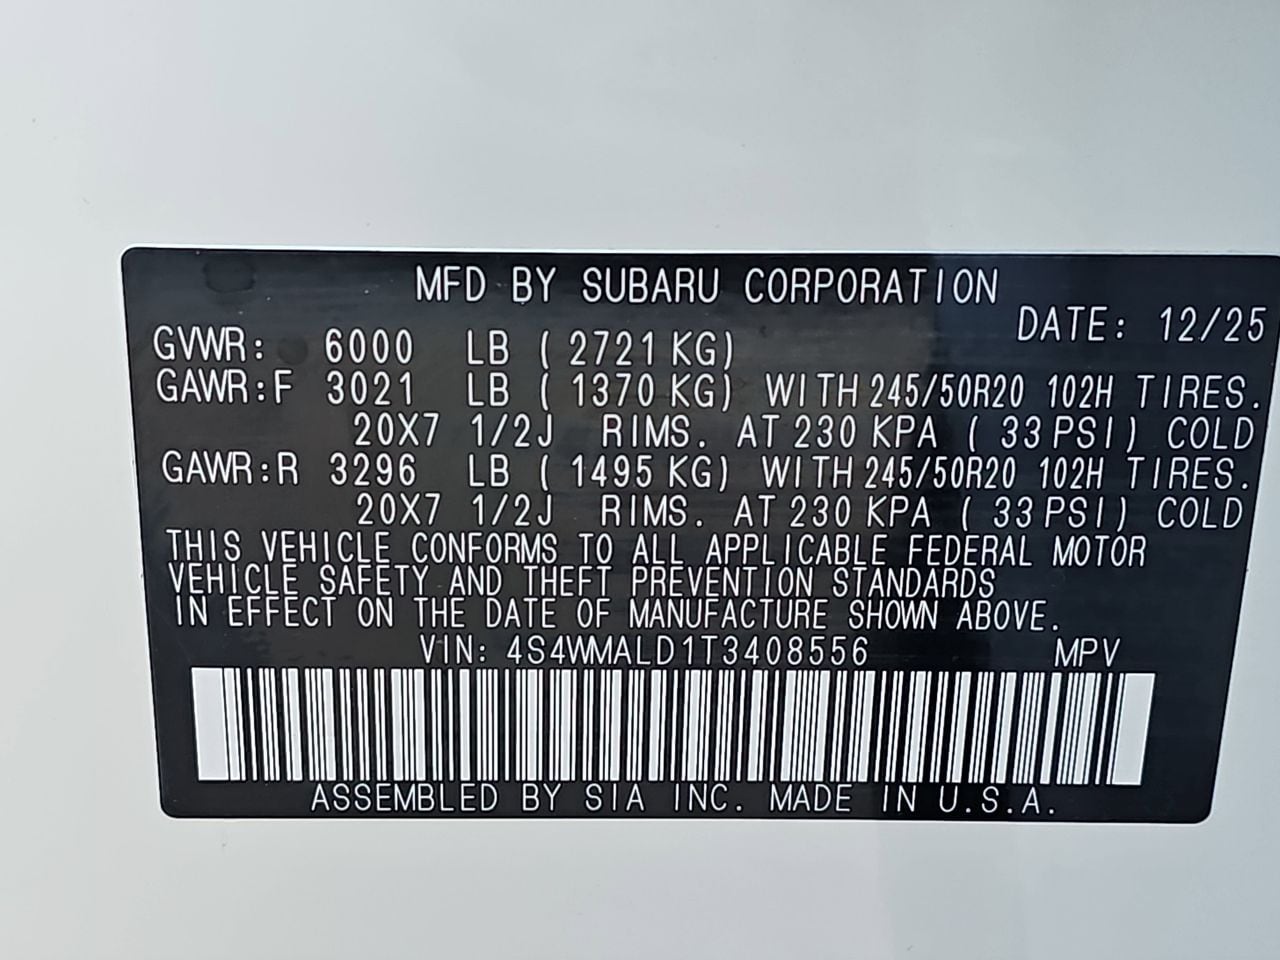 MFD BY SUBARU CORPORATION
DATE: 12/25
GVWR: 6000 LB ( 2721 KG)
GAWR:F 3021 LB ( 1370 KG) WITH 245/50R20 102H TIRES.
20X7 1/2J RIMS. AT 230 KPA ( 33 PSI) COLD
GAWR:R 3296 LB ( 1495 KG) WITH 245/50R20 102H TIRES.
20X7 1/2J RIMS. AT 230 KPA ( 33 PSI) COLD
THIS VEHICLE CONFORMS TO ALL APPLICABLE FEDERAL MOTOR
VEHICLE SAFETY AND THEFT PREVENTION STANDARDS
IN EFFECT ON THE DATE OF MANUFACTURE SHOWN ABOVE.
VIN: 4S4WMALD1T3408556 MPV
ASSEMBLED BY SIA INC. MADE IN U.S.A.